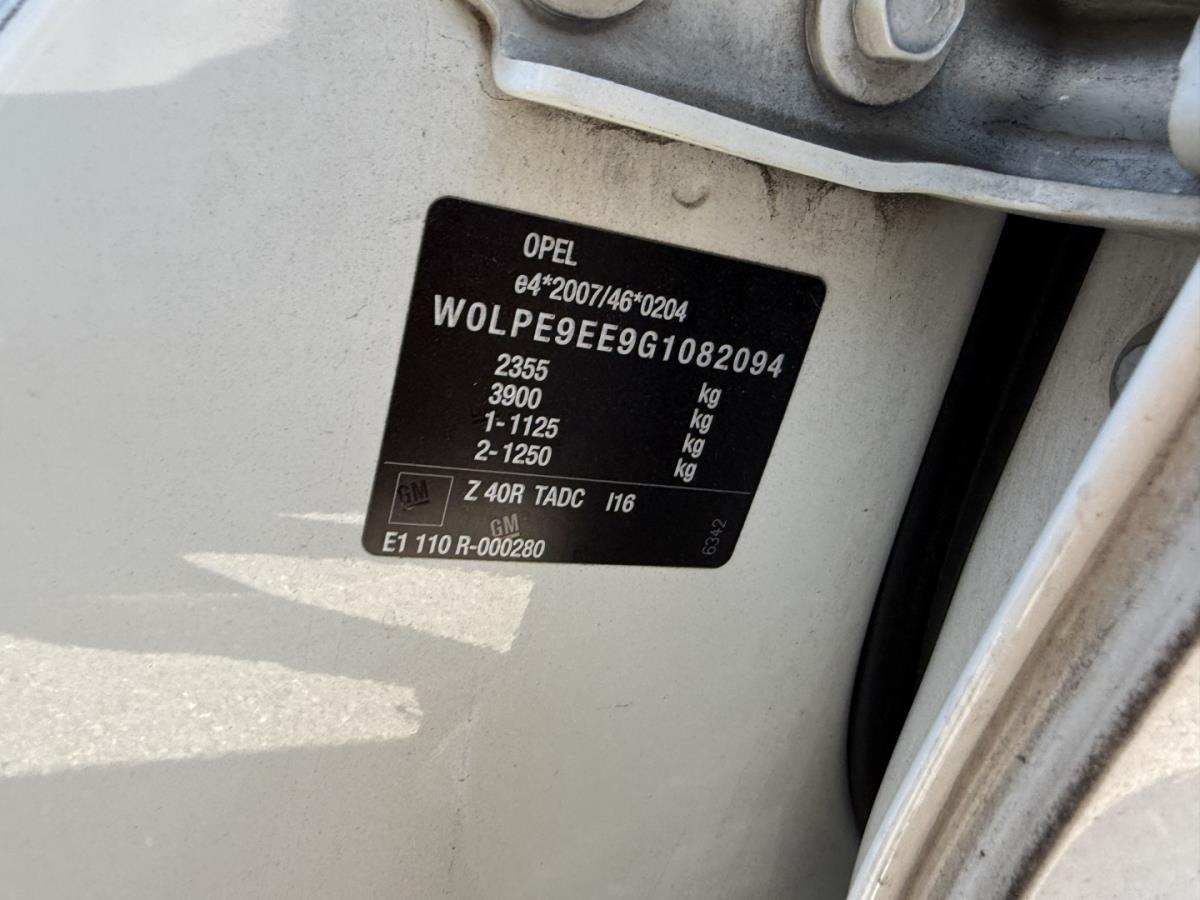 OPEL
e4*2007/46*0204
W0LPE9EE9G1082094
2355 kg
3900 kg
1-1125 kg
2-1250 kg
GM Z 40R TADC I16
GM
E1 110 R-000280
6342